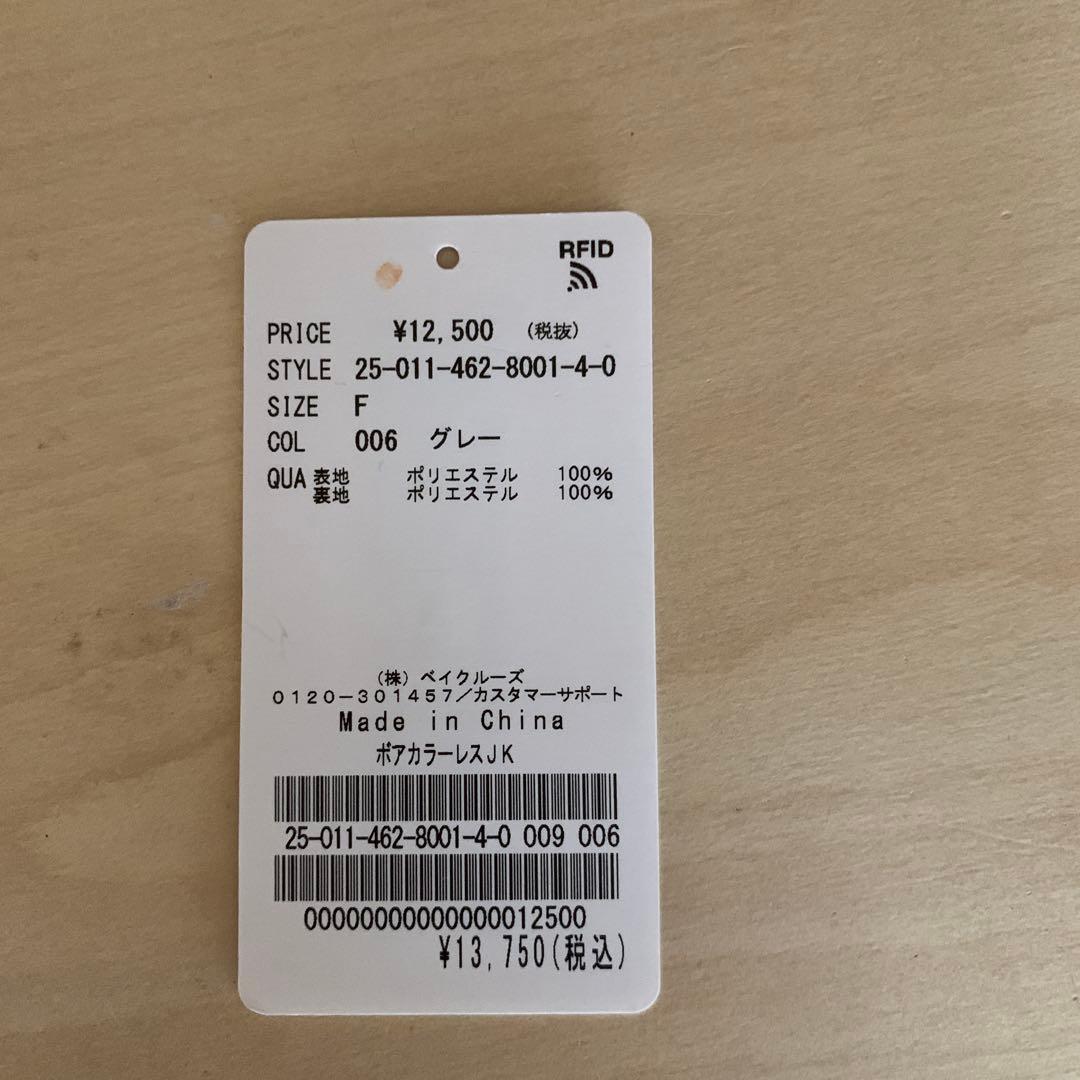 RFID
PRICE ¥12,500 (税抜)
STYLE 25-011-462-8001-4-0
SIZE F
COL 006 グレー
QUA 表地 ポリエステル 100%
裏地 ポリエステル 100%
(株)ベイクルーズ
0120-301457/カスタマーサポート
Made in China
ボアカラーレスJK
25-011-462-8001-4-0 009 006
00000000000000012500
¥13,750(税込)